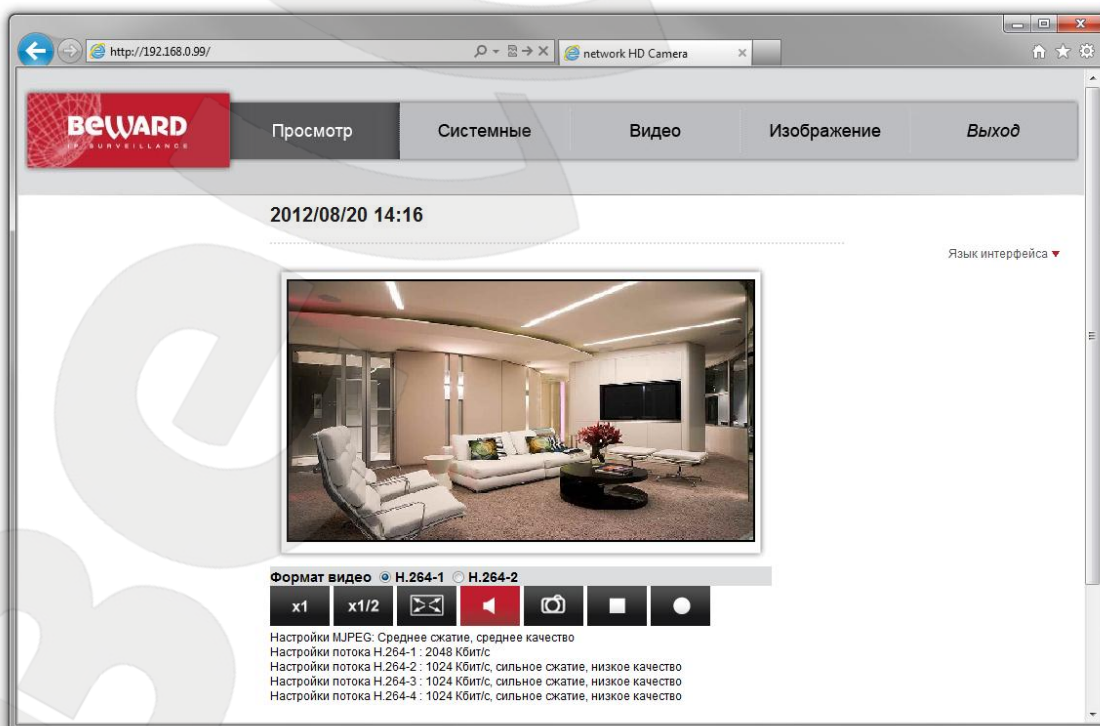 http://192.168.0.99/
network HD Camera
BEWARD
IP SURVEILLANCE
Просмотр
Системные
Видео
Изображение
Выход
2012/08/20 14:16
Язык интерфейса
Формат видео H.264-1 H.264-2
x1 x1/2
Настройки MJPEG: Среднее сжатие, среднее качество
Настройки потока H.264-1 : 2048 Кбит/с
Настройки потока H.264-2 : 1024 Кбит/с, сильное сжатие, низкое качество
Настройки потока H.264-3 : 1024 Кбит/с, сильное сжатие, низкое качество
Настройки потока H.264-4 : 1024 Кбит/с, сильное сжатие, низкое качество